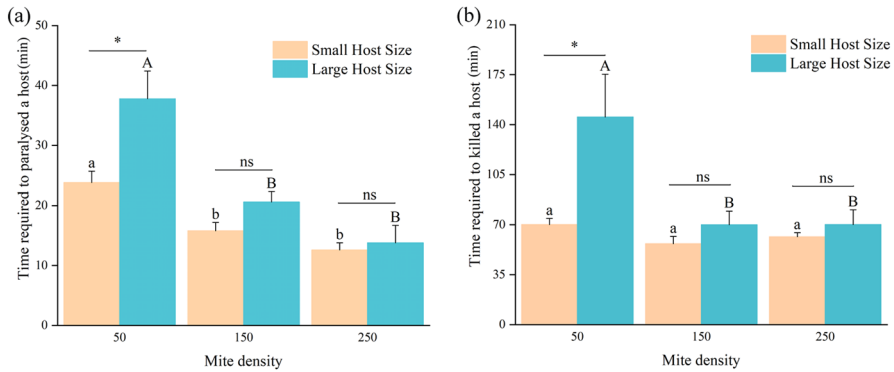 (a)
50
40
30
20
10
0
Time required to paralysed a host(min)
Small Host Size
Large Host Size
*
a
A
ns
b
B
ns
b
B
50
150
250
Mite density
(b)
210
175
140
105
70
35
0
Time required to killed a host (min)
Small Host Size
Large Host Size
*
a
A
ns
a
B
ns
a
B
50
150
250
Mite density